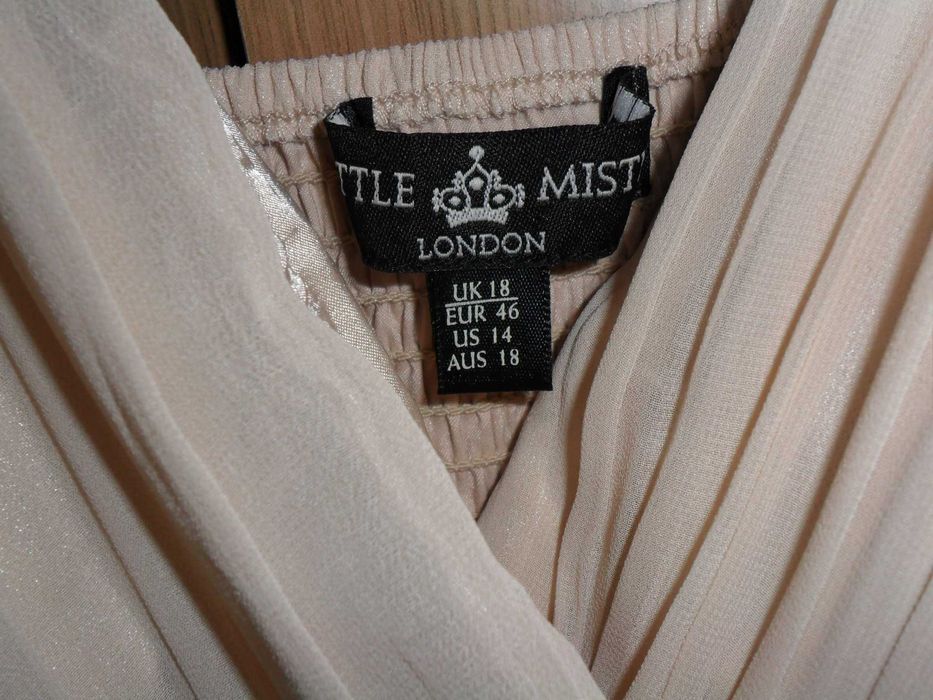 TTLE MIST
LONDON
UK 18
EUR 46
US 14
AUS 18